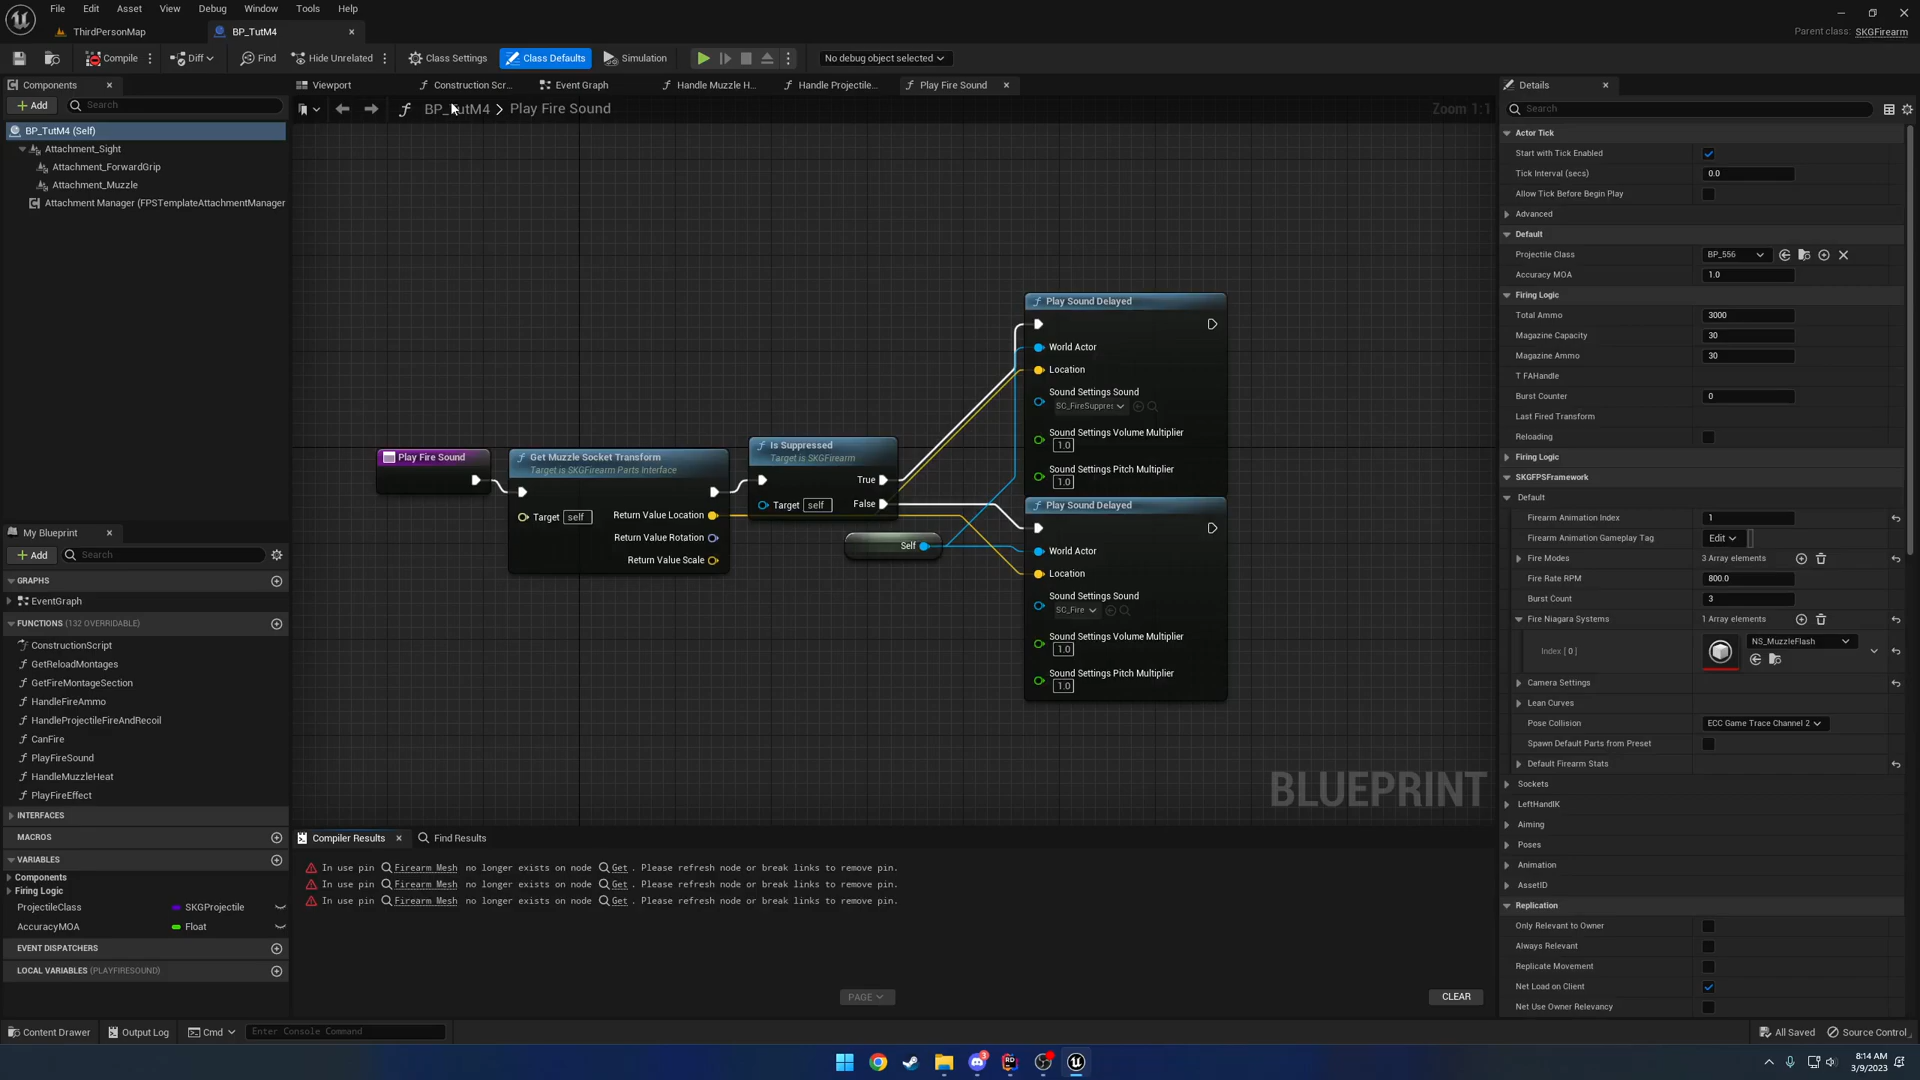 File Edit Asset View Debug Window Tools Help
ThirdPersonMap
BP_TutM4
Parent class: SKGFirearm
Compile Diff Find Hide Unrelated Class Settings Class Defaults Simulation No debug object selected
Components
Add
Search
BP_TutM4 (Self)
Attachment_Sight
Attachment_ForwardGrip
Attachment_Muzzle
Attachment Manager (FPSTemplateAttachmentManager
Viewport
Construction Scr...
Event Graph
Handle Muzzle H...
Handle Projectile...
Play Fire Sound
BP_TutM4 > Play Fire Sound
Zoom 1:1
Play Fire Sound
Get Muzzle Socket Transform
Target is SKGFirearm Parts Interface
Target self
Return Value Location
Return Value Rotation
Return Value Scale
Is Suppressed
Target is SKGFirearm
True
Target self
False
Self
Play Sound Delayed
World Actor
Location
Sound Settings Sound
SC_FireSuppres
Sound Settings Volume Multiplier
1.0
Sound Settings Pitch Multiplier
1.0
Play Sound Delayed
World Actor
Location
Sound Settings Sound
SC_Fire
Sound Settings Volume Multiplier
1.0
Sound Settings Pitch Multiplier
1.0
BLUEPRINT
My Blueprint
Add
Search
GRAPHS
EventGraph
FUNCTIONS (132 OVERRIDABLE)
ConstructionScript
GetReloadMontages
GetFireMontageSection
HandleFireAmmo
HandleProjectileFireAndRecoil
CanFire
PlayFireSound
HandleMuzzleHeat
PlayFireEffect
INTERFACES
MACROS
VARIABLES
Components
Firing Logic
ProjectileClass SKGProjectile
AccuracyMOA Float
EVENT DISPATCHERS
LOCAL VARIABLES (PLAYFIRESOUND)
Compiler Results
Find Results
In use pin Firearm Mesh no longer exists on node Get . Please refresh node or break links to remove pin.
In use pin Firearm Mesh no longer exists on node Get . Please refresh node or break links to remove pin.
In use pin Firearm Mesh no longer exists on node Get . Please refresh node or break links to remove pin.
PAGE
CLEAR
Details
Search
Actor Tick
Start with Tick Enabled
Tick Interval (secs) 0.0
Allow Tick Before Begin Play
Advanced
Default
Projectile Class BP_556
Accuracy MOA 1.0
Firing Logic
Total Ammo 3000
Magazine Capacity 30
Magazine Ammo 30
T FAHandle
Burst Counter 0
Last Fired Transform
Reloading
Firing Logic
SKGFPSFramework
Default
Firearm Animation Index 1
Firearm Animation Gameplay Tag Edit
Fire Modes 3 Array elements
Fire Rate RPM 800.0
Burst Count 3
Fire Niagara Systems 1 Array elements
Index [ 0 ] NS_MuzzleFlash
Camera Settings
Lean Curves
Pose Collision ECC Game Trace Channel 2
Spawn Default Parts from Preset
Default Firearm Stats
Sockets
LeftHandIK
Aiming
Poses
Animation
AssetID
Replication
Only Relevant to Owner
Always Relevant
Replicate Movement
Net Load on Client
Net Use Owner Relevancy
Content Drawer Output Log Cmd Enter Console Command
All Saved Source Control
3
RD
8:14 AM
3/9/2023